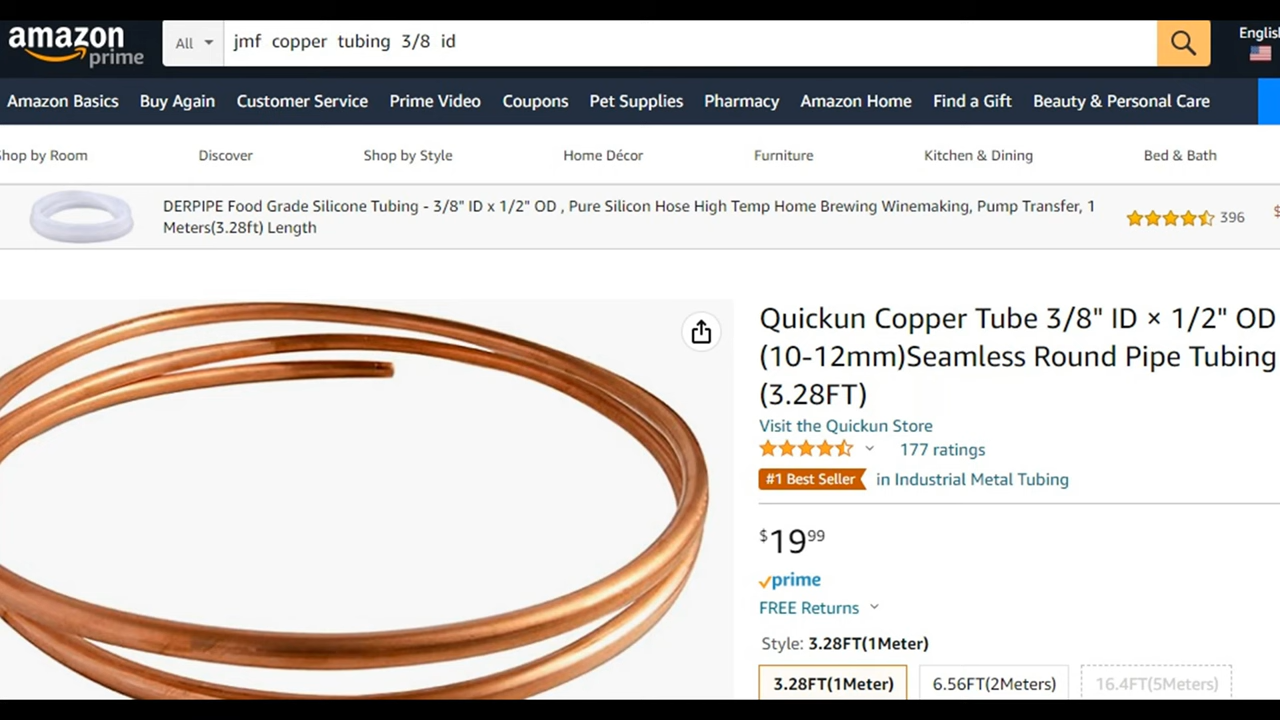 amazon
prime
All
jmf copper tubing 3/8 id
English
Amazon Basics Buy Again Customer Service Prime Video Coupons Pet Supplies Pharmacy Amazon Home Find a Gift Beauty & Personal Care
Shop by Room Discover Shop by Style Home Décor Furniture Kitchen & Dining Bed & Bath
DERPIPE Food Grade Silicone Tubing - 3/8" ID x 1/2" OD , Pure Silicon Hose High Temp Home Brewing Winemaking, Pump Transfer, 1
Meters(3.28ft) Length
396
$
Quickun Copper Tube 3/8" ID × 1/2" OD
(10-12mm)Seamless Round Pipe Tubing
(3.28FT)
Visit the Quickun Store
177 ratings
#1 Best Seller in Industrial Metal Tubing
$19 99
prime
FREE Returns
Style: 3.28FT(1Meter)
3.28FT(1Meter) 6.56FT(2Meters) 16.4FT(5Meters)